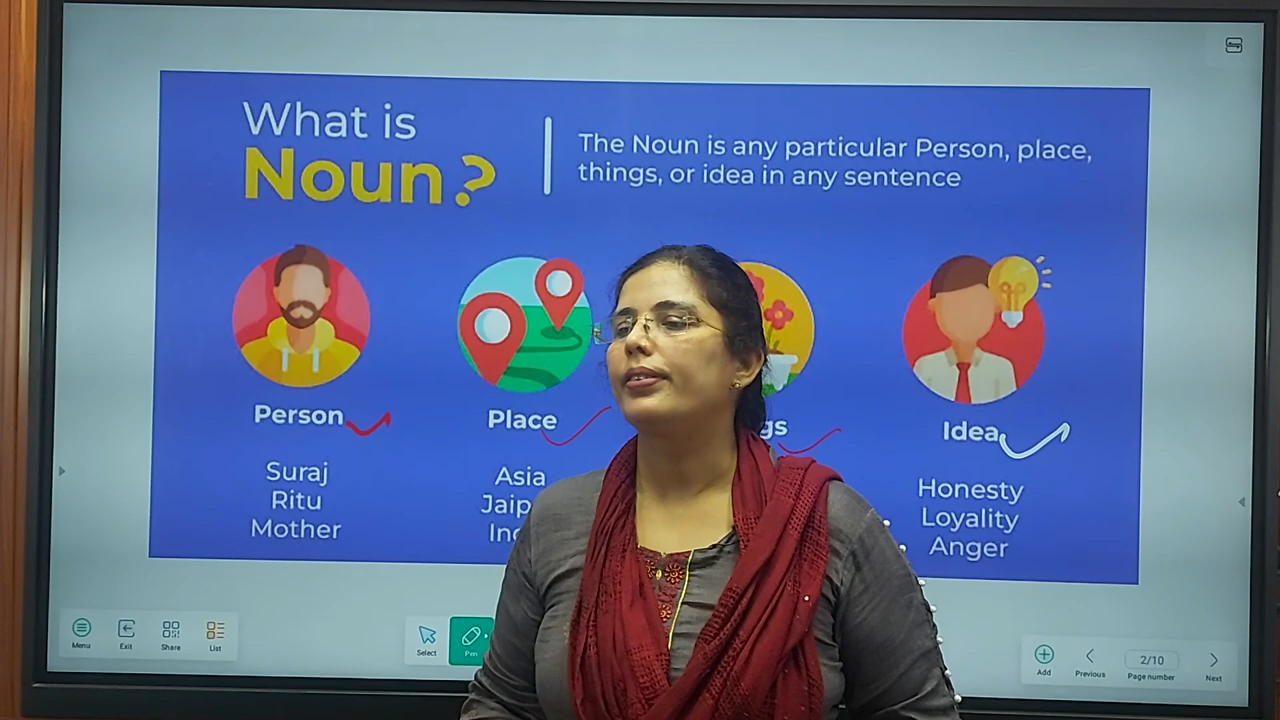 What is
Noun?
The Noun is any particular Person, place,
things, or idea in any sentence
Person
Place
Idea
Suraj
Ritu
Mother
Asia
Honesty
Loyality
Anger
Menu
Exit
Share
List
Select
Pen
Add
Previous
2/10
Page number
Next